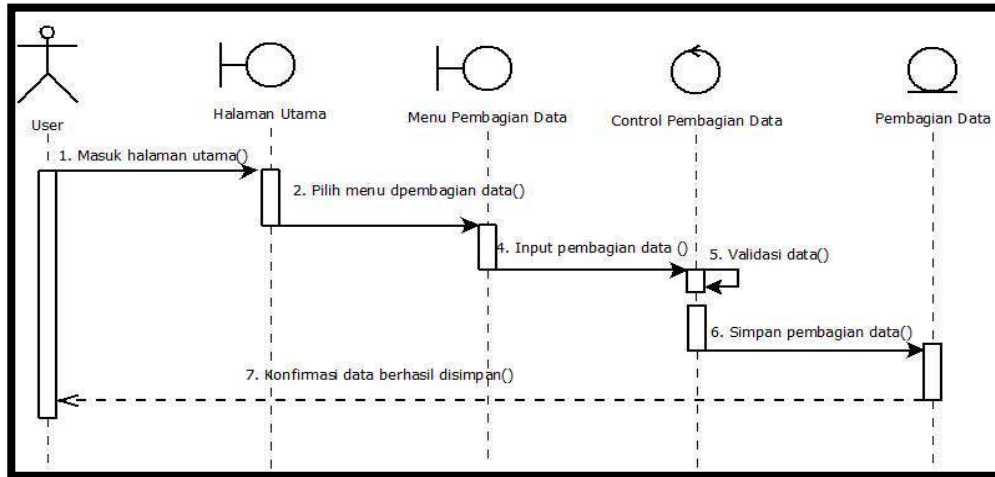 User
Halaman Utama
Menu Pembagian Data
Control Pembagian Data
Pembagian Data
1. Masuk halaman utama()
2. Pilih menu dpembagian data()
4. Input pembagian data ()
5. Validasi data()
6. Simpan pembagian data()
7. Konfirmasi data berhasil disimpan()